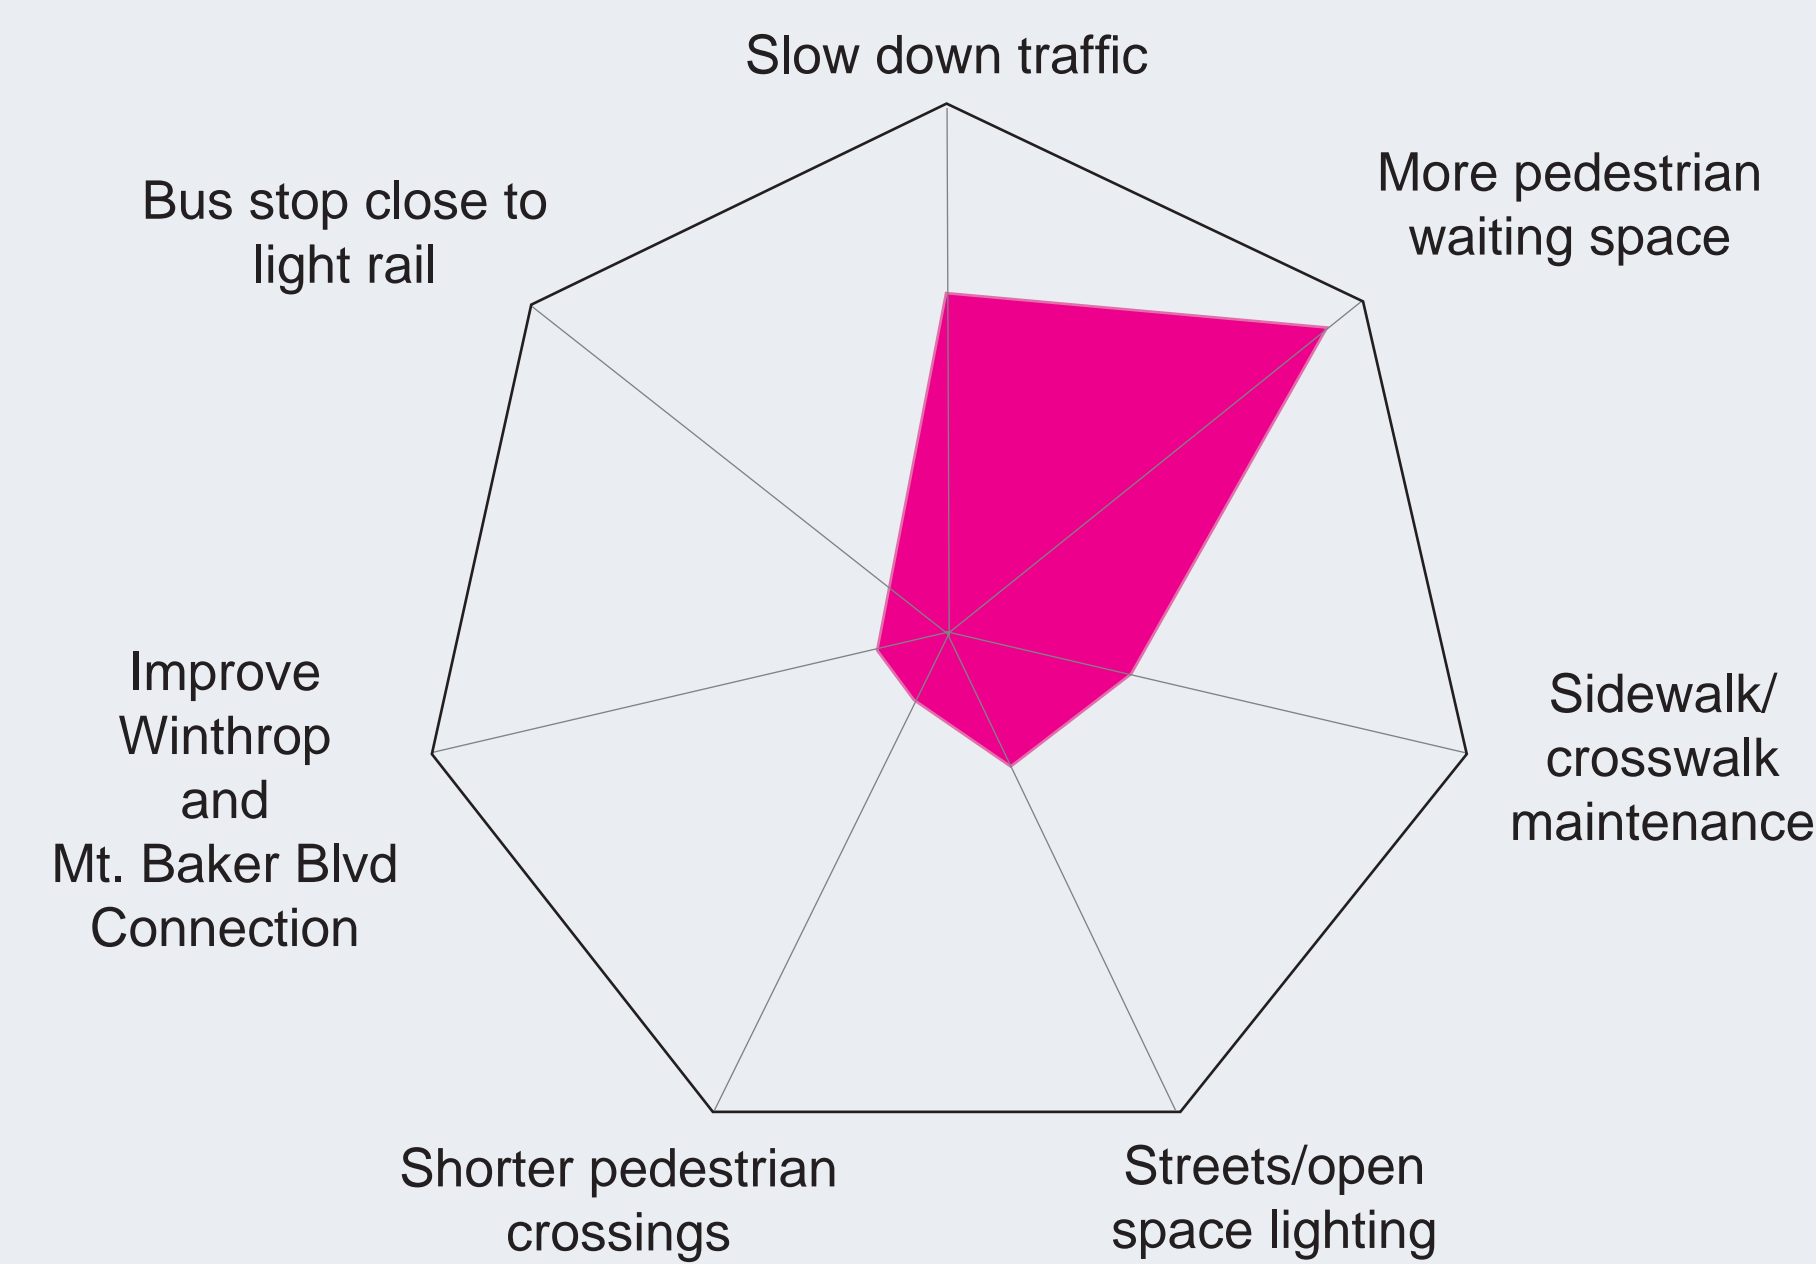 Slow down traffic
More pedestrian
waiting space
Bus stop close to
light rail
Improve
Winthrop
and
Mt. Baker Blvd
Connection
Sidewalk/
crosswalk
maintenance
Shorter pedestrian
crossings
Streets/open
space lighting